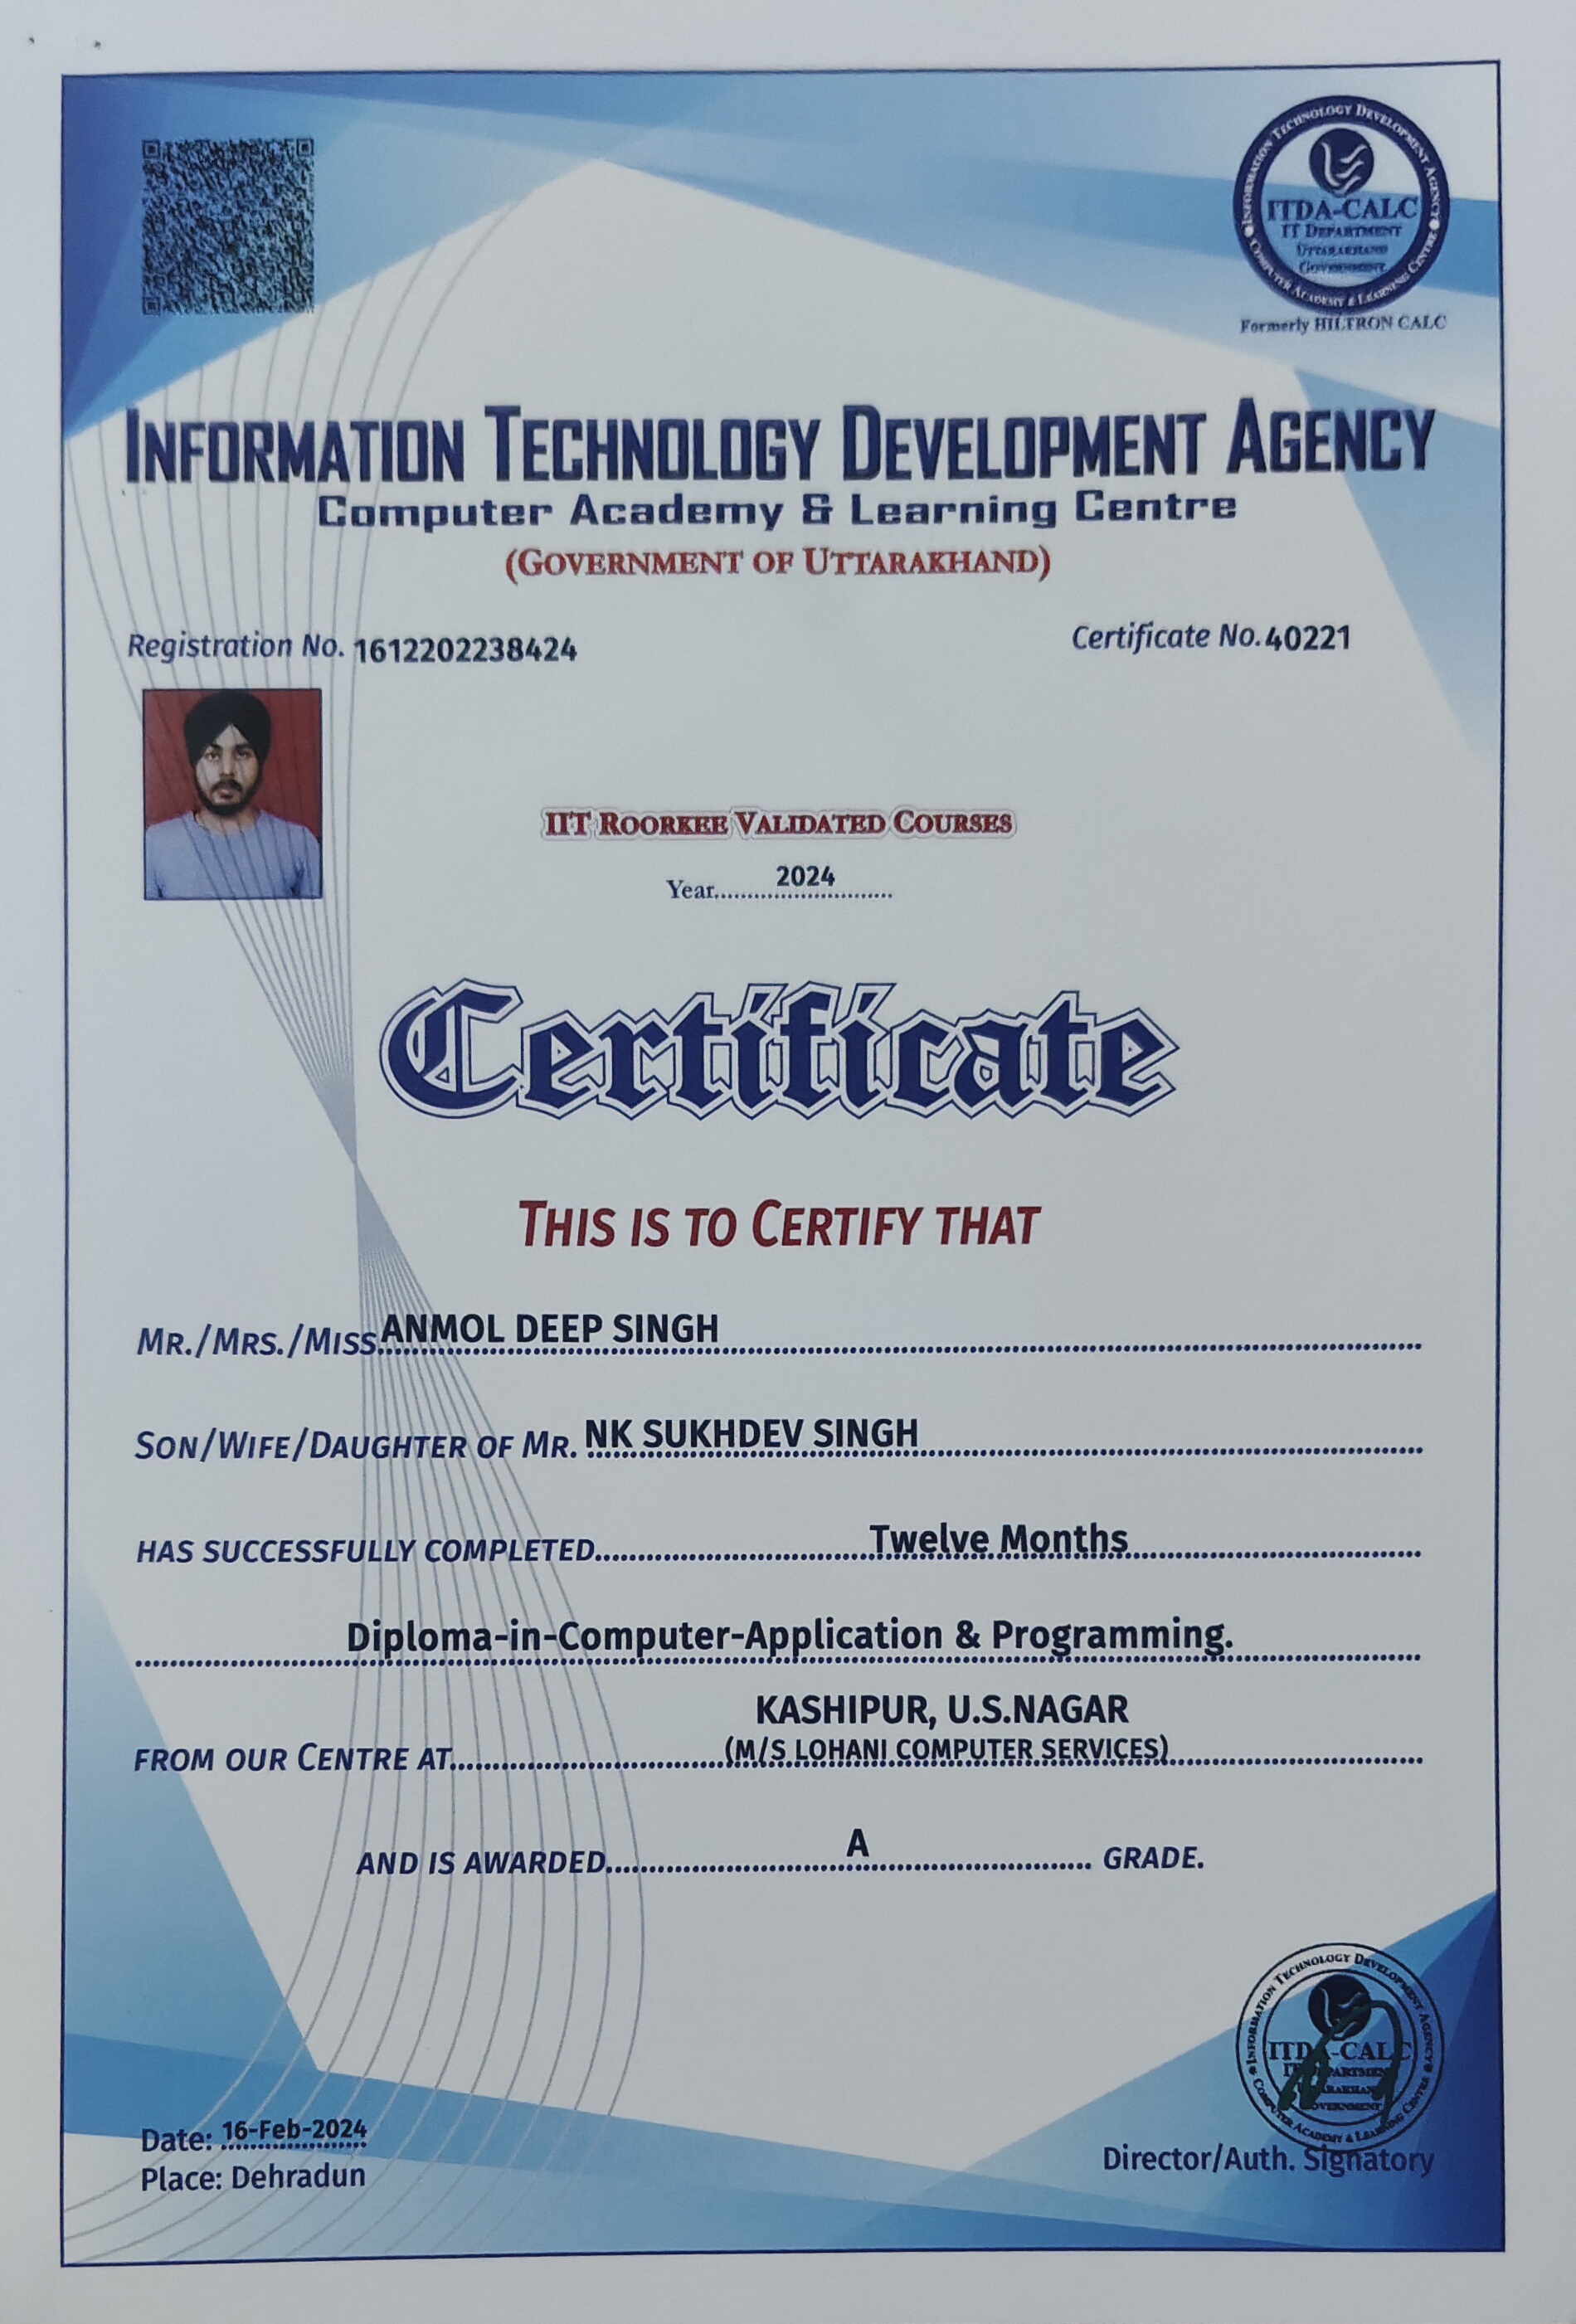 INFORMATION TECHNOLOGY DEVELOPMENT AGENCY
COMPUTER ACADEMY & LEARNING CENTRE
ITDA-CALC
IT DEPARTMENT
UTTARAKHAND
GOVERNMENT
Formerly HILTRON CALC
INFORMATION TECHNOLOGY DEVELOPMENT AGENCY
Computer Academy & Learning Centre
(GOVERNMENT OF UTTARAKHAND)
Registration No. 1612202238424
Certificate No. 40221
IIT ROORKEE VALIDATED COURSES
Year............2024............
Certificate
THIS IS TO CERTIFY THAT
MR./MRS./MISS ANMOL DEEP SINGH
SON/WIFE/DAUGHTER OF MR. NK SUKHDEV SINGH
HAS SUCCESSFULLY COMPLETED Twelve Months
Diploma-in-Computer-Application & Programming.
KASHIPUR, U.S.NAGAR
FROM OUR CENTRE AT (M/S LOHANI COMPUTER SERVICES)
AND IS AWARDED A GRADE.
INFORMATION TECHNOLOGY DEVELOPMENT AGENCY
COMPUTER ACADEMY & LEARNING CENTRE
ITDA-CALC
IT DEPARTMENT
UTTARAKHAND
GOVERNMENT
Date: 16-Feb-2024
Place: Dehradun
Director/Auth. Signatory